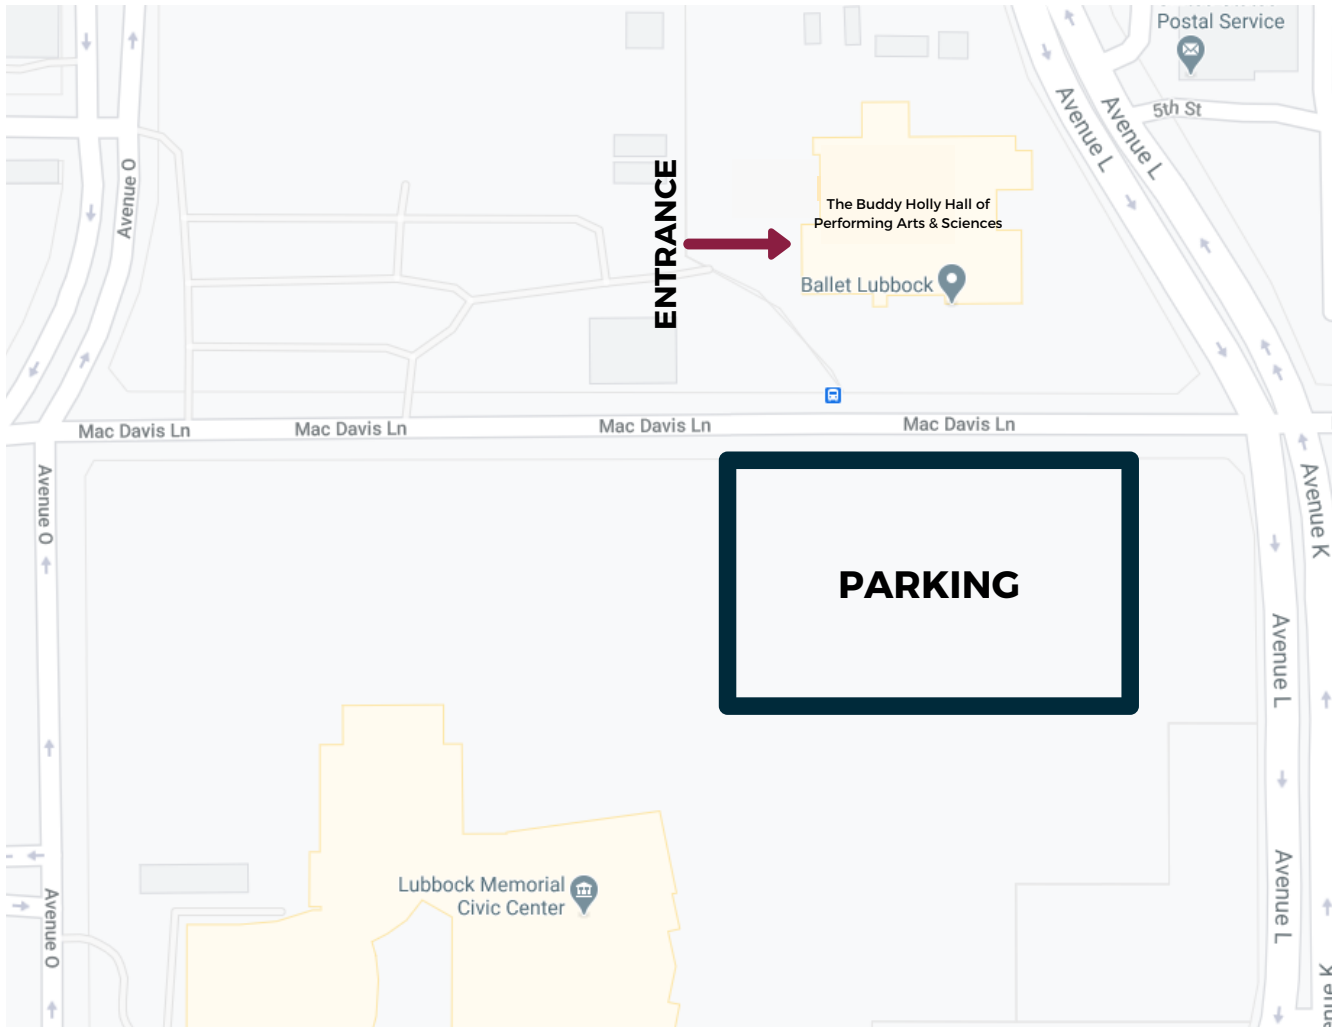 Postal Service
5th St
Avenue L
Avenue L
Avenue O
ENTRANCE
The Buddy Holly Hall of
Performing Arts & Sciences
Ballet Lubbock
Mac Davis Ln
Mac Davis Ln
Mac Davis Ln
Mac Davis Ln
Avenue O
Avenue K
PARKING
Avenue L
Lubbock Memorial
Civic Center
Avenue L
Avenue O